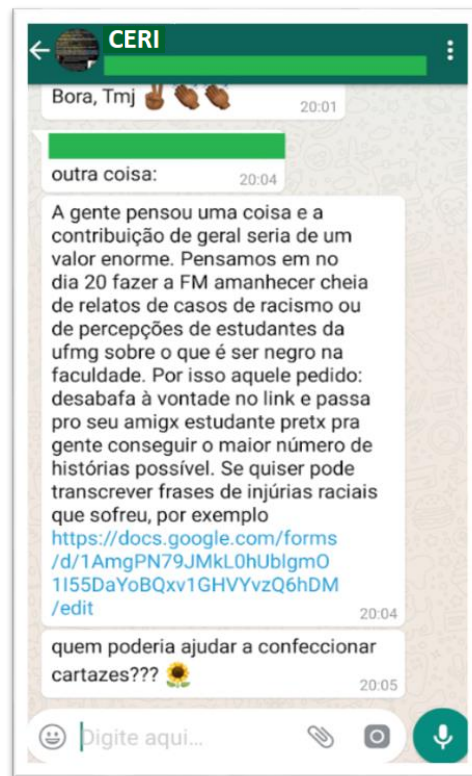 CERI
Bora, Tmj
20:01
outra coisa:
20:04
A gente pensou uma coisa e a
contribuição de geral seria de um
valor enorme. Pensamos em no
dia 20 fazer a FM amanhecer cheia
de relatos de casos de racismo ou
de percepções de estudantes da
ufmg sobre o que é ser negro na
faculdade. Por isso aquele pedido:
desabafa à vontade no link e passa
pro seu amigx estudante pretx pra
gente conseguir o maior número de
histórias possível. Se quiser pode
transcrever frases de injúrias raciais
que sofreu, por exemplo
https://docs.google.com/forms
/d/1AmgPN79JMkL0hUblgmO
1I55DaYoBQxv1GHVYvzQ6hDM
/edit
20:04
quem poderia ajudar a confeccionar
cartazes???
20:05
Digite aqui...